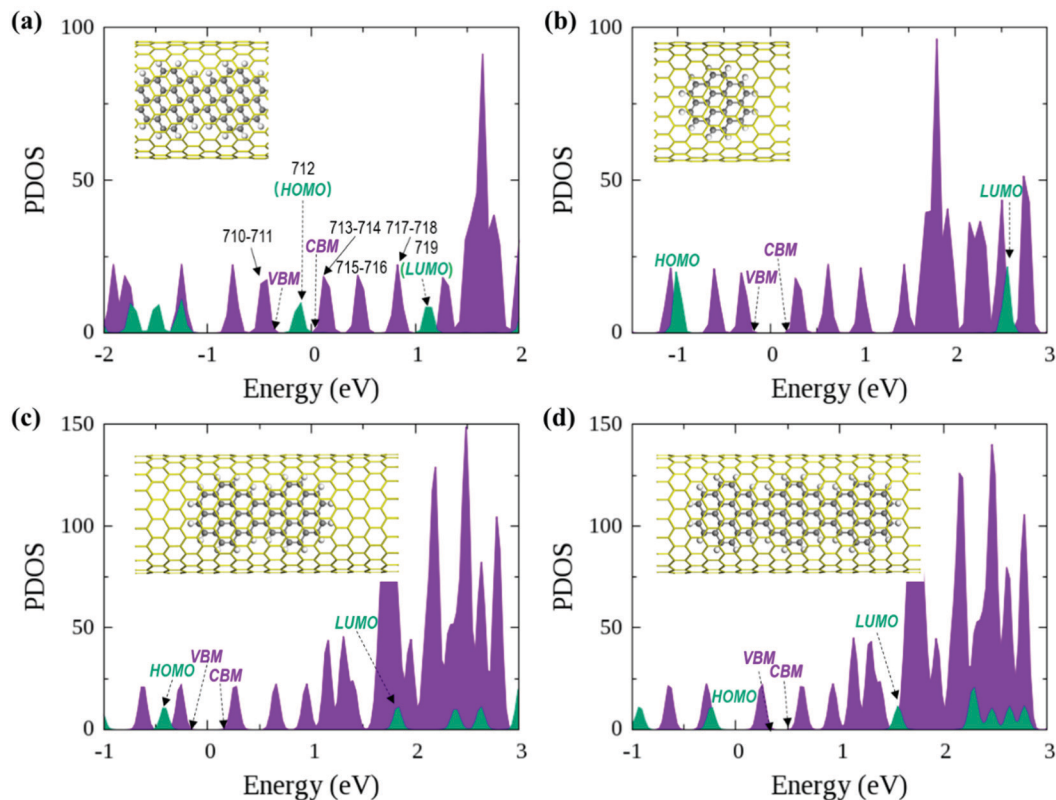 (a)
100
50
0
PDOS
712
(HOMO)
710-711
VBM
CBM
713-714
715-716
717-718
719
(LUMO)
-2
-1
0
1
2
Energy (eV)
(b)
100
50
0
PDOS
HOMO
VBM
CBM
LUMO
-1
0
1
2
3
Energy (eV)
(c)
150
100
50
0
PDOS
HOMO
VBM
CBM
LUMO
-1
0
1
2
3
Energy (eV)
(d)
150
100
50
0
PDOS
HOMO
VBM
CBM
LUMO
-1
0
1
2
3
Energy (eV)